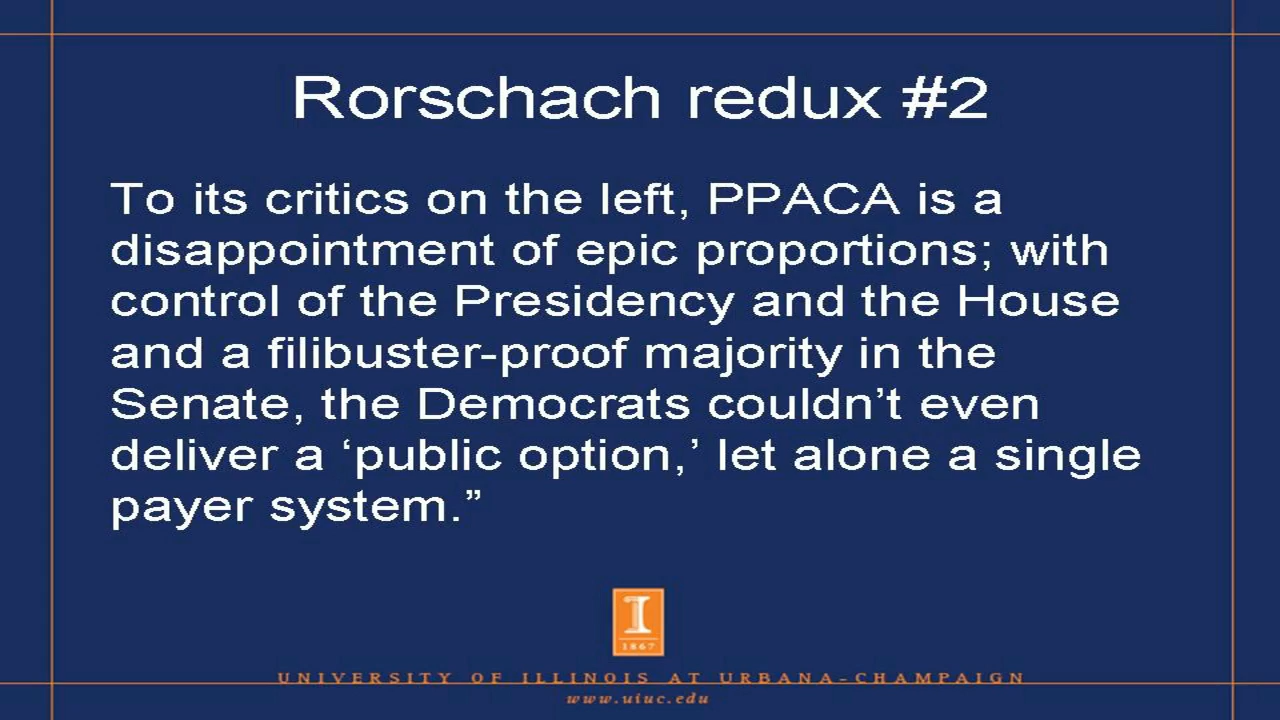 Rorschach redux #2
To its critics on the left, PPACA is a
disappointment of epic proportions; with
control of the Presidency and the House
and a filibuster-proof majority in the
Senate, the Democrats couldn’t even
deliver a ‘public option,’ let alone a single
payer system.”
I
1867
UNIVERSITY OF ILLINOIS AT URBANA-CHAMPAIGN
www.uiuc.edu